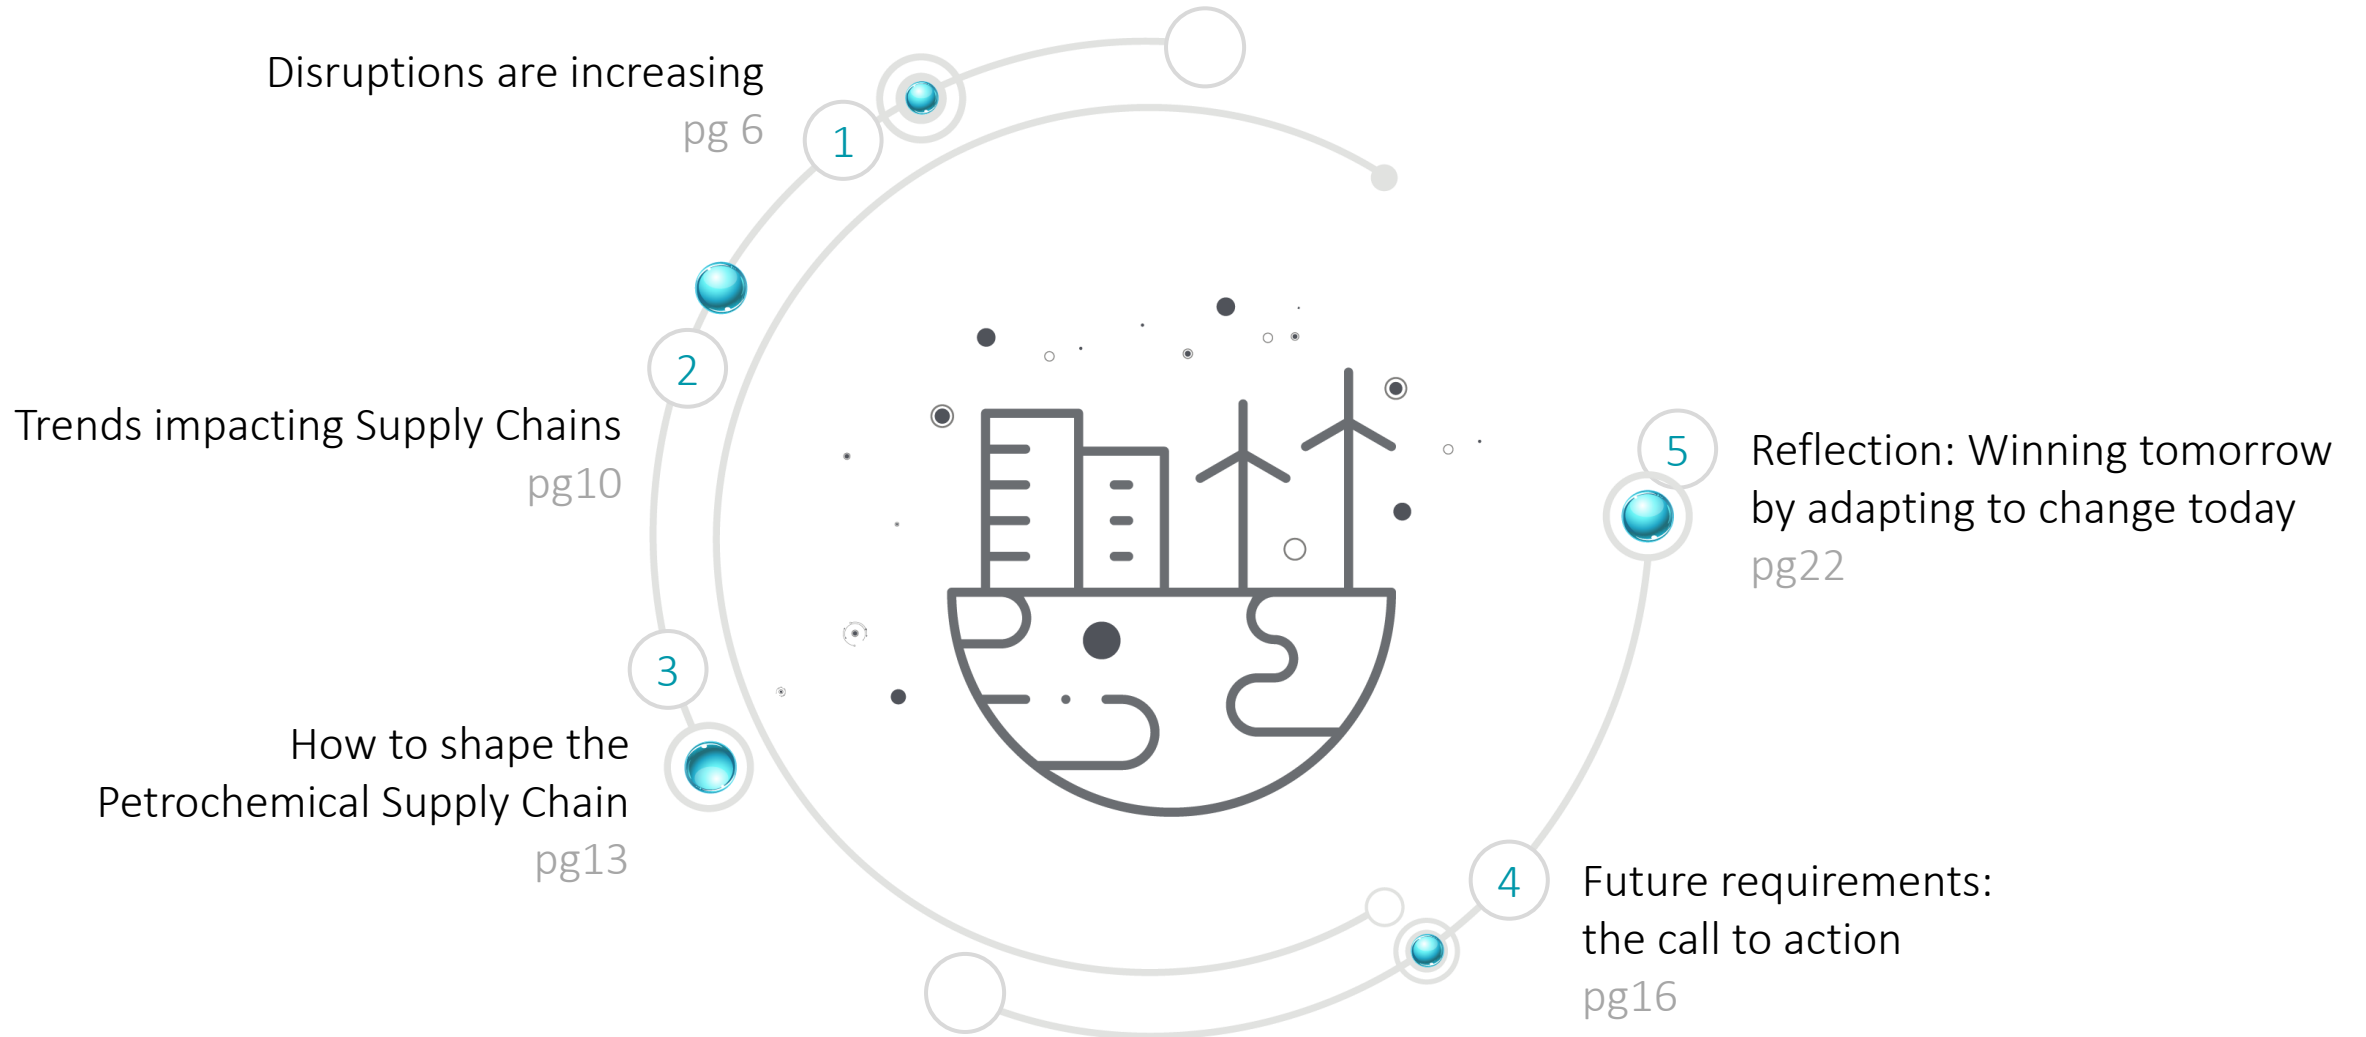 1
Disruptions are increasing
pg 6
2
Trends impacting Supply Chains
pg10
3
How to shape the
Petrochemical Supply Chain
pg13
4
Future requirements:
the call to action
pg16
5
Reflection: Winning tomorrow
by adapting to change today
pg22